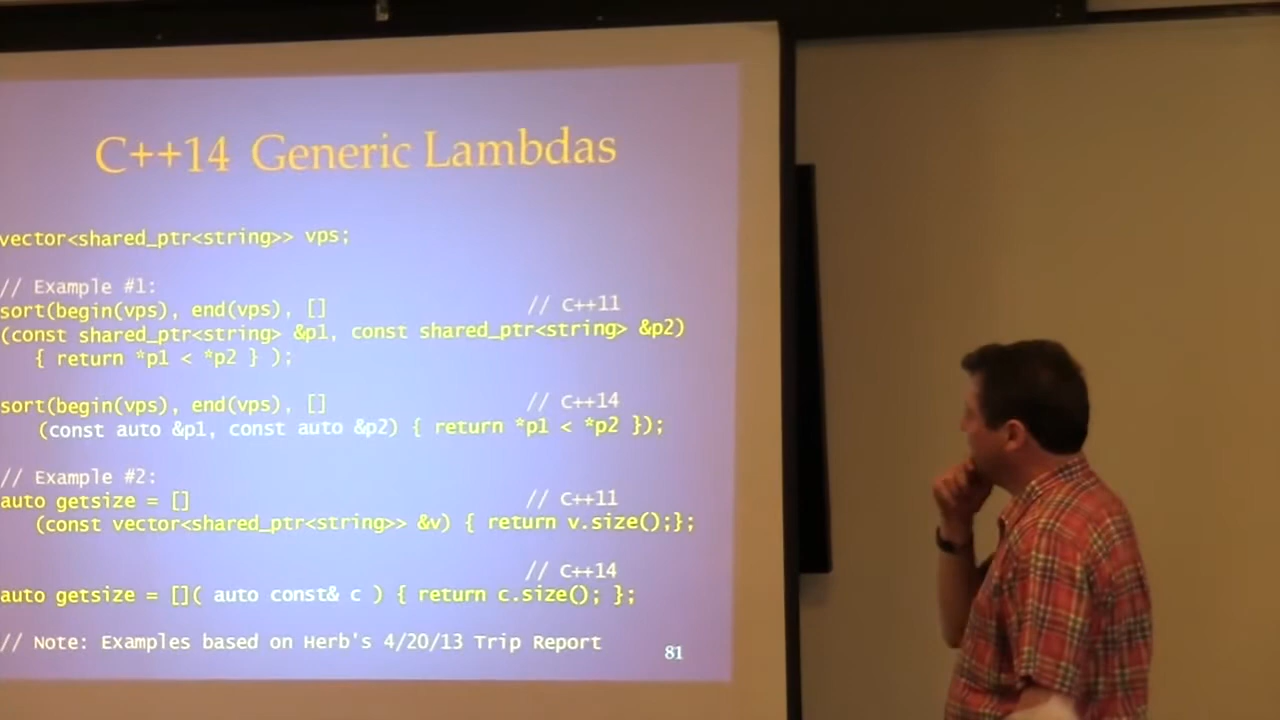 C++14 Generic Lambdas
vector<shared_ptr<string>> vps;
// Example #1:
sort(begin(vps), end(vps), [] // C++11
(const shared_ptr<string> &p1, const shared_ptr<string> &p2)
{ return *p1 < *p2 } );
sort(begin(vps), end(vps), [] // C++14
(const auto &p1, const auto &p2) { return *p1 < *p2 });
// Example #2:
auto getsize = [] // C++11
(const vector<shared_ptr<string>> &v) { return v.size();};
// C++14
auto getsize = []( auto const& c ) { return c.size(); };
// Note: Examples based on Herb's 4/20/13 Trip Report
81